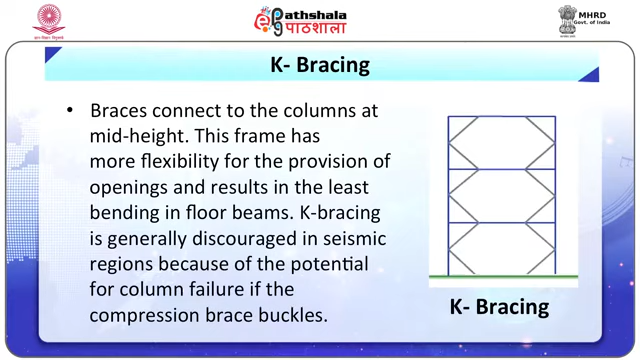 ePathshala
पाठशाला
MHRD
Govt. of India
K- Bracing
• Braces connect to the columns at
mid-height. This frame has
more flexibility for the provision of
openings and results in the least
bending in floor beams. K-bracing
is generally discouraged in seismic
regions because of the potential
for column failure if the
compression brace buckles.
K- Bracing